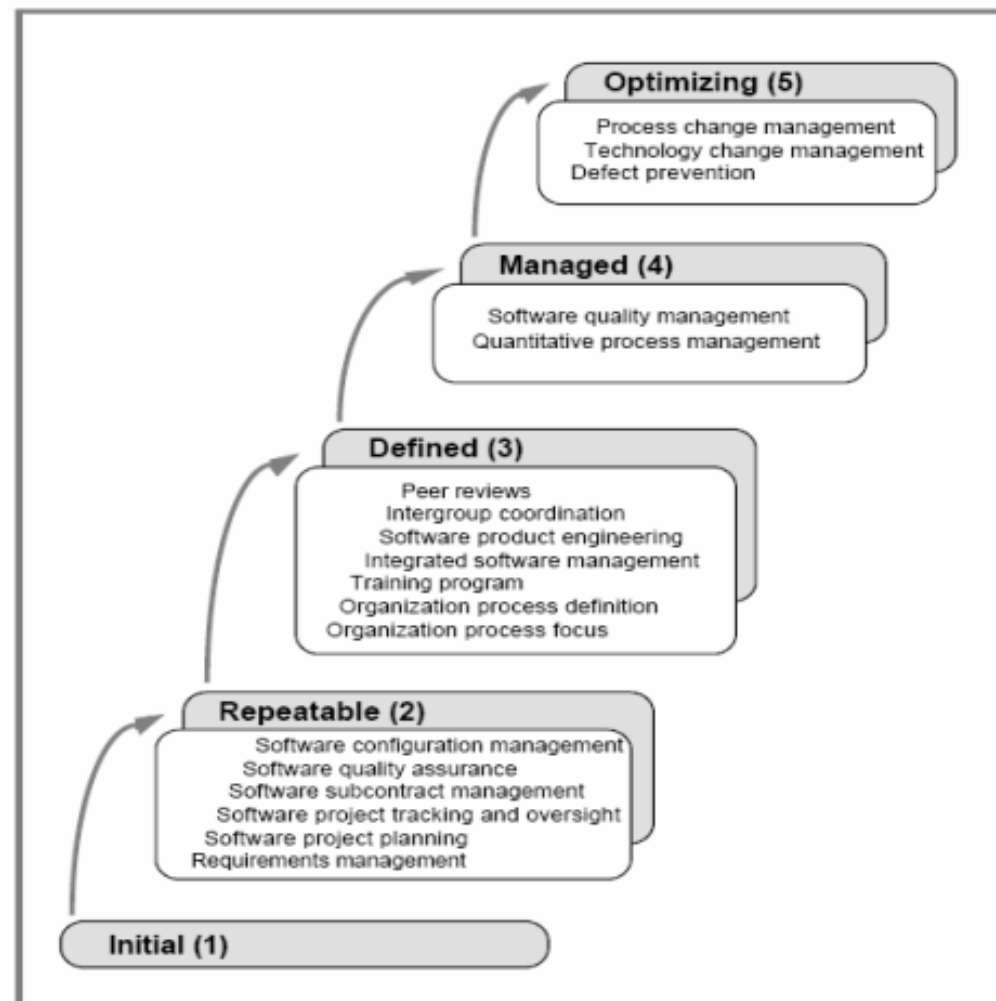 Optimizing (5)
Process change management
Technology change management
Defect prevention
Managed (4)
Software quality management
Quantitative process management
Defined (3)
Peer reviews
Intergroup coordination
Software product engineering
Integrated software management
Training program
Organization process definition
Organization process focus
Repeatable (2)
Software configuration management
Software quality assurance
Software subcontract management
Software project tracking and oversight
Software project planning
Requirements management
Initial (1)